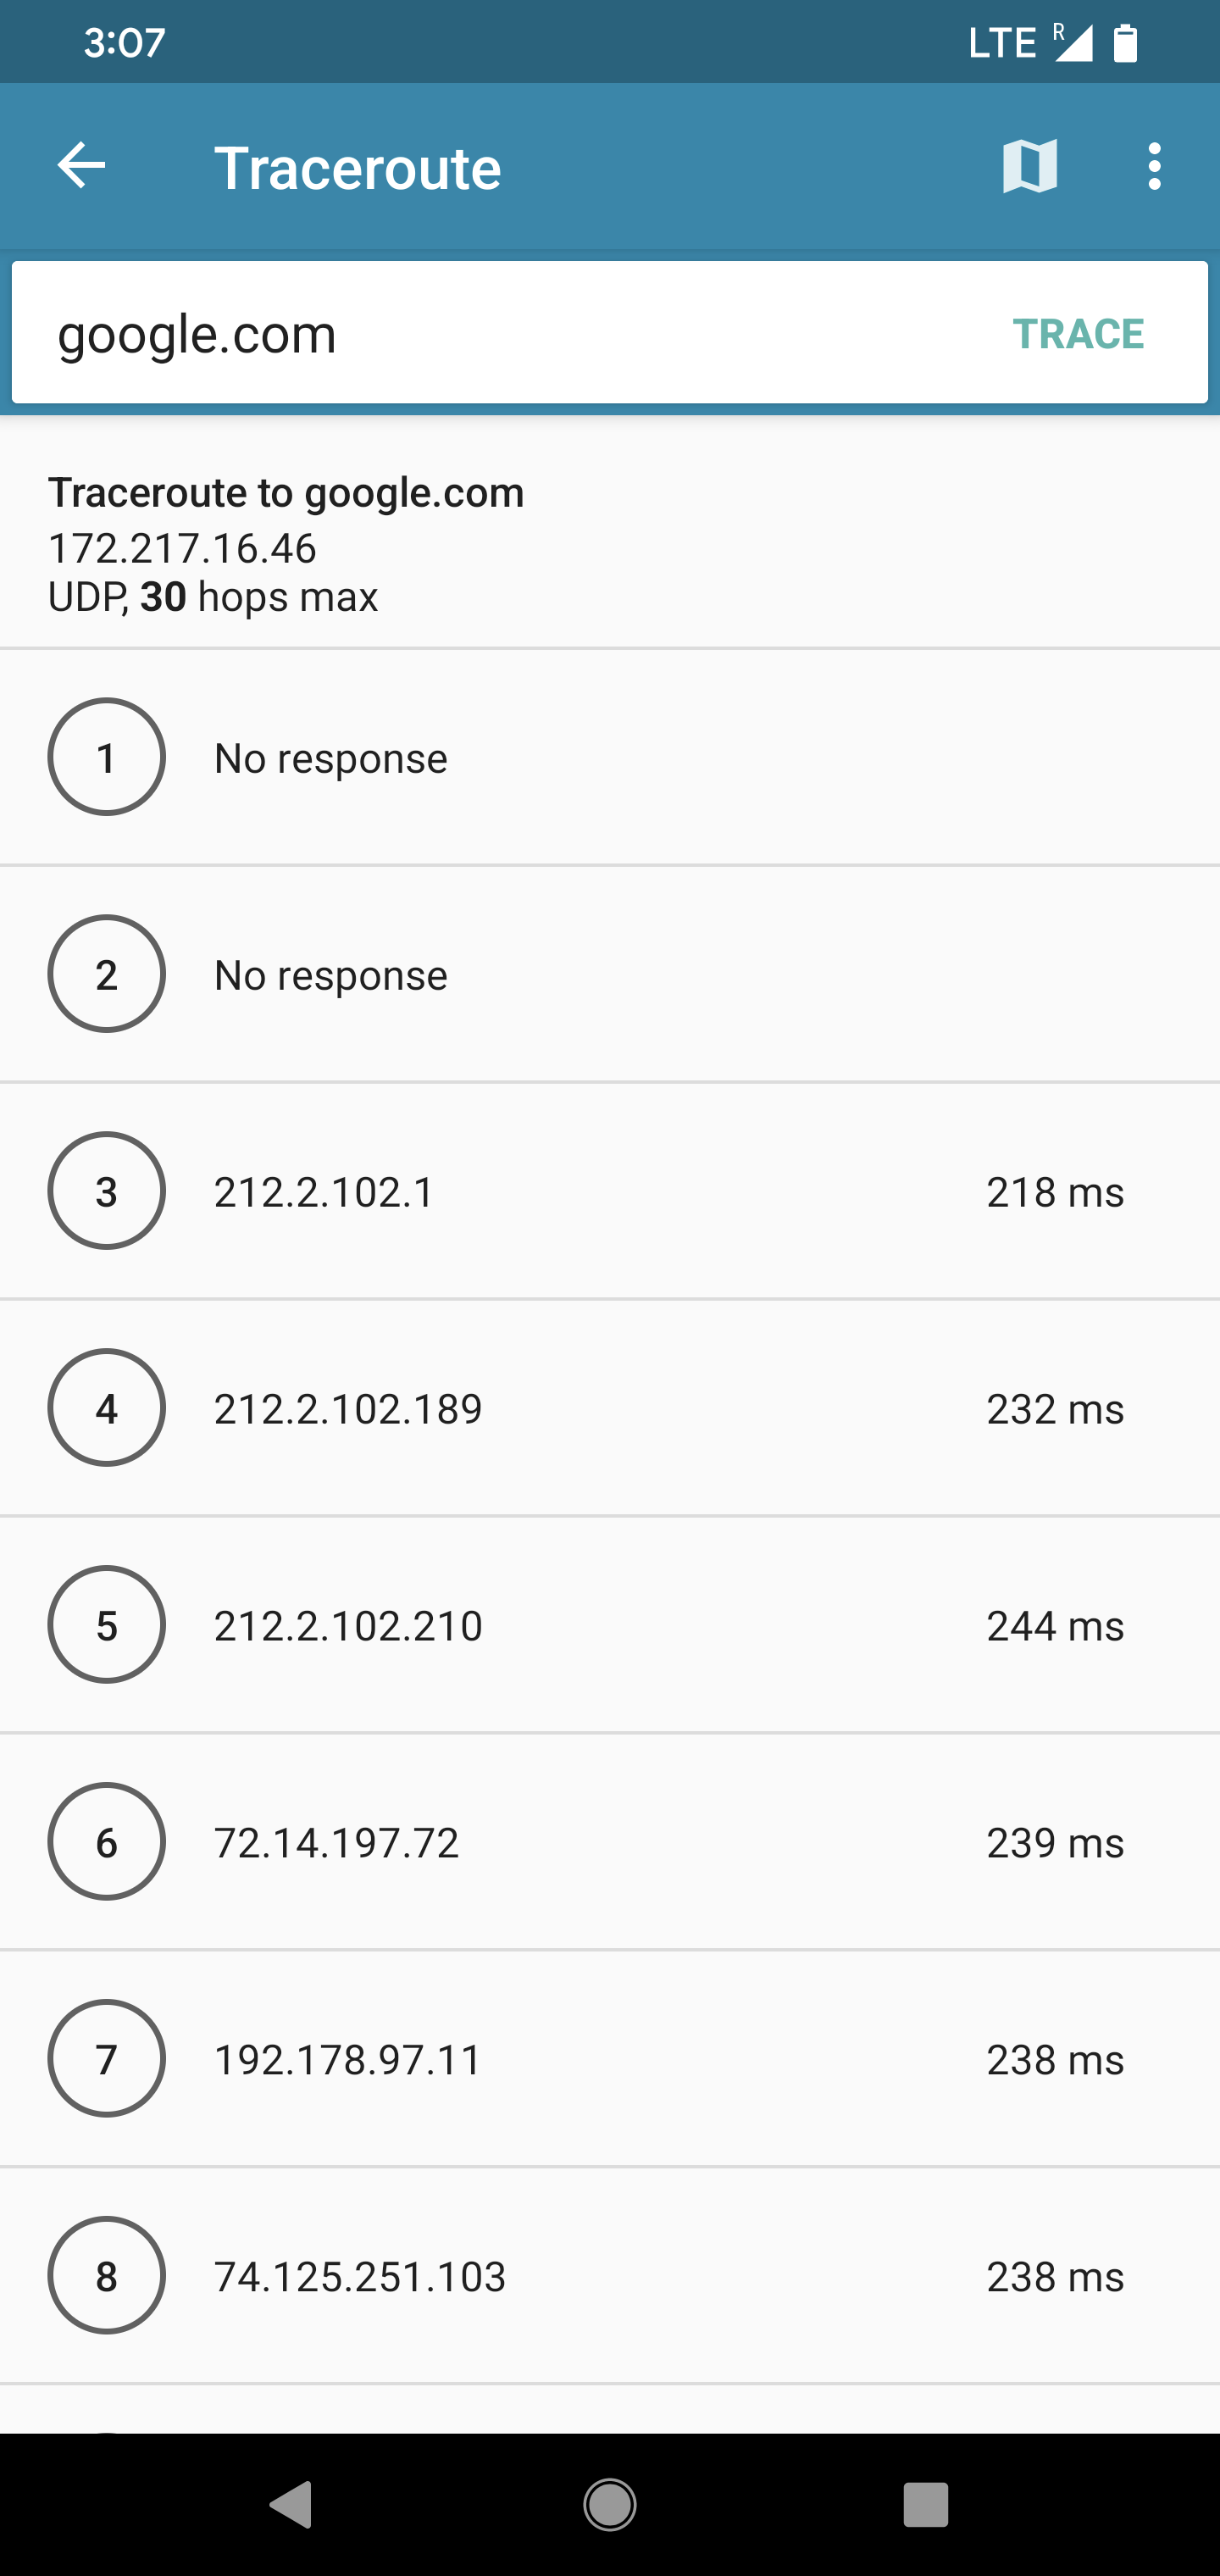 3:07 LTE R
Traceroute
google.com TRACE
Traceroute to google.com
172.217.16.46
UDP, 30 hops max
1 No response
2 No response
3 212.2.102.1 218 ms
4 212.2.102.189 232 ms
5 212.2.102.210 244 ms
6 72.14.197.72 239 ms
7 192.178.97.11 238 ms
8 74.125.251.103 238 ms